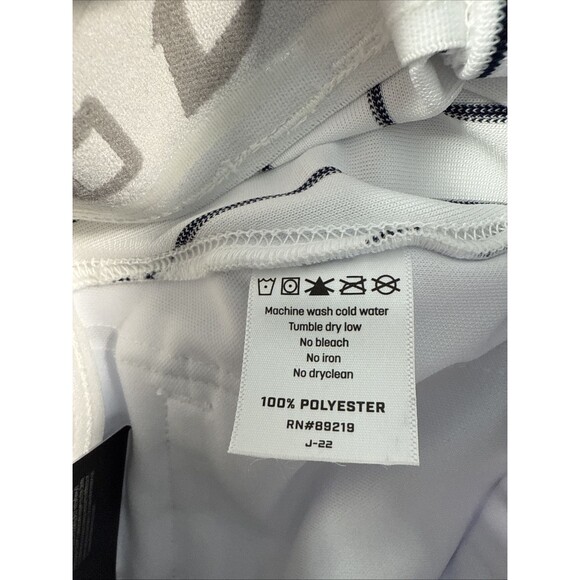 Machine wash cold water
Tumble dry low
No bleach
No iron
No dryclean
100% POLYESTER
RN#89219
J-22